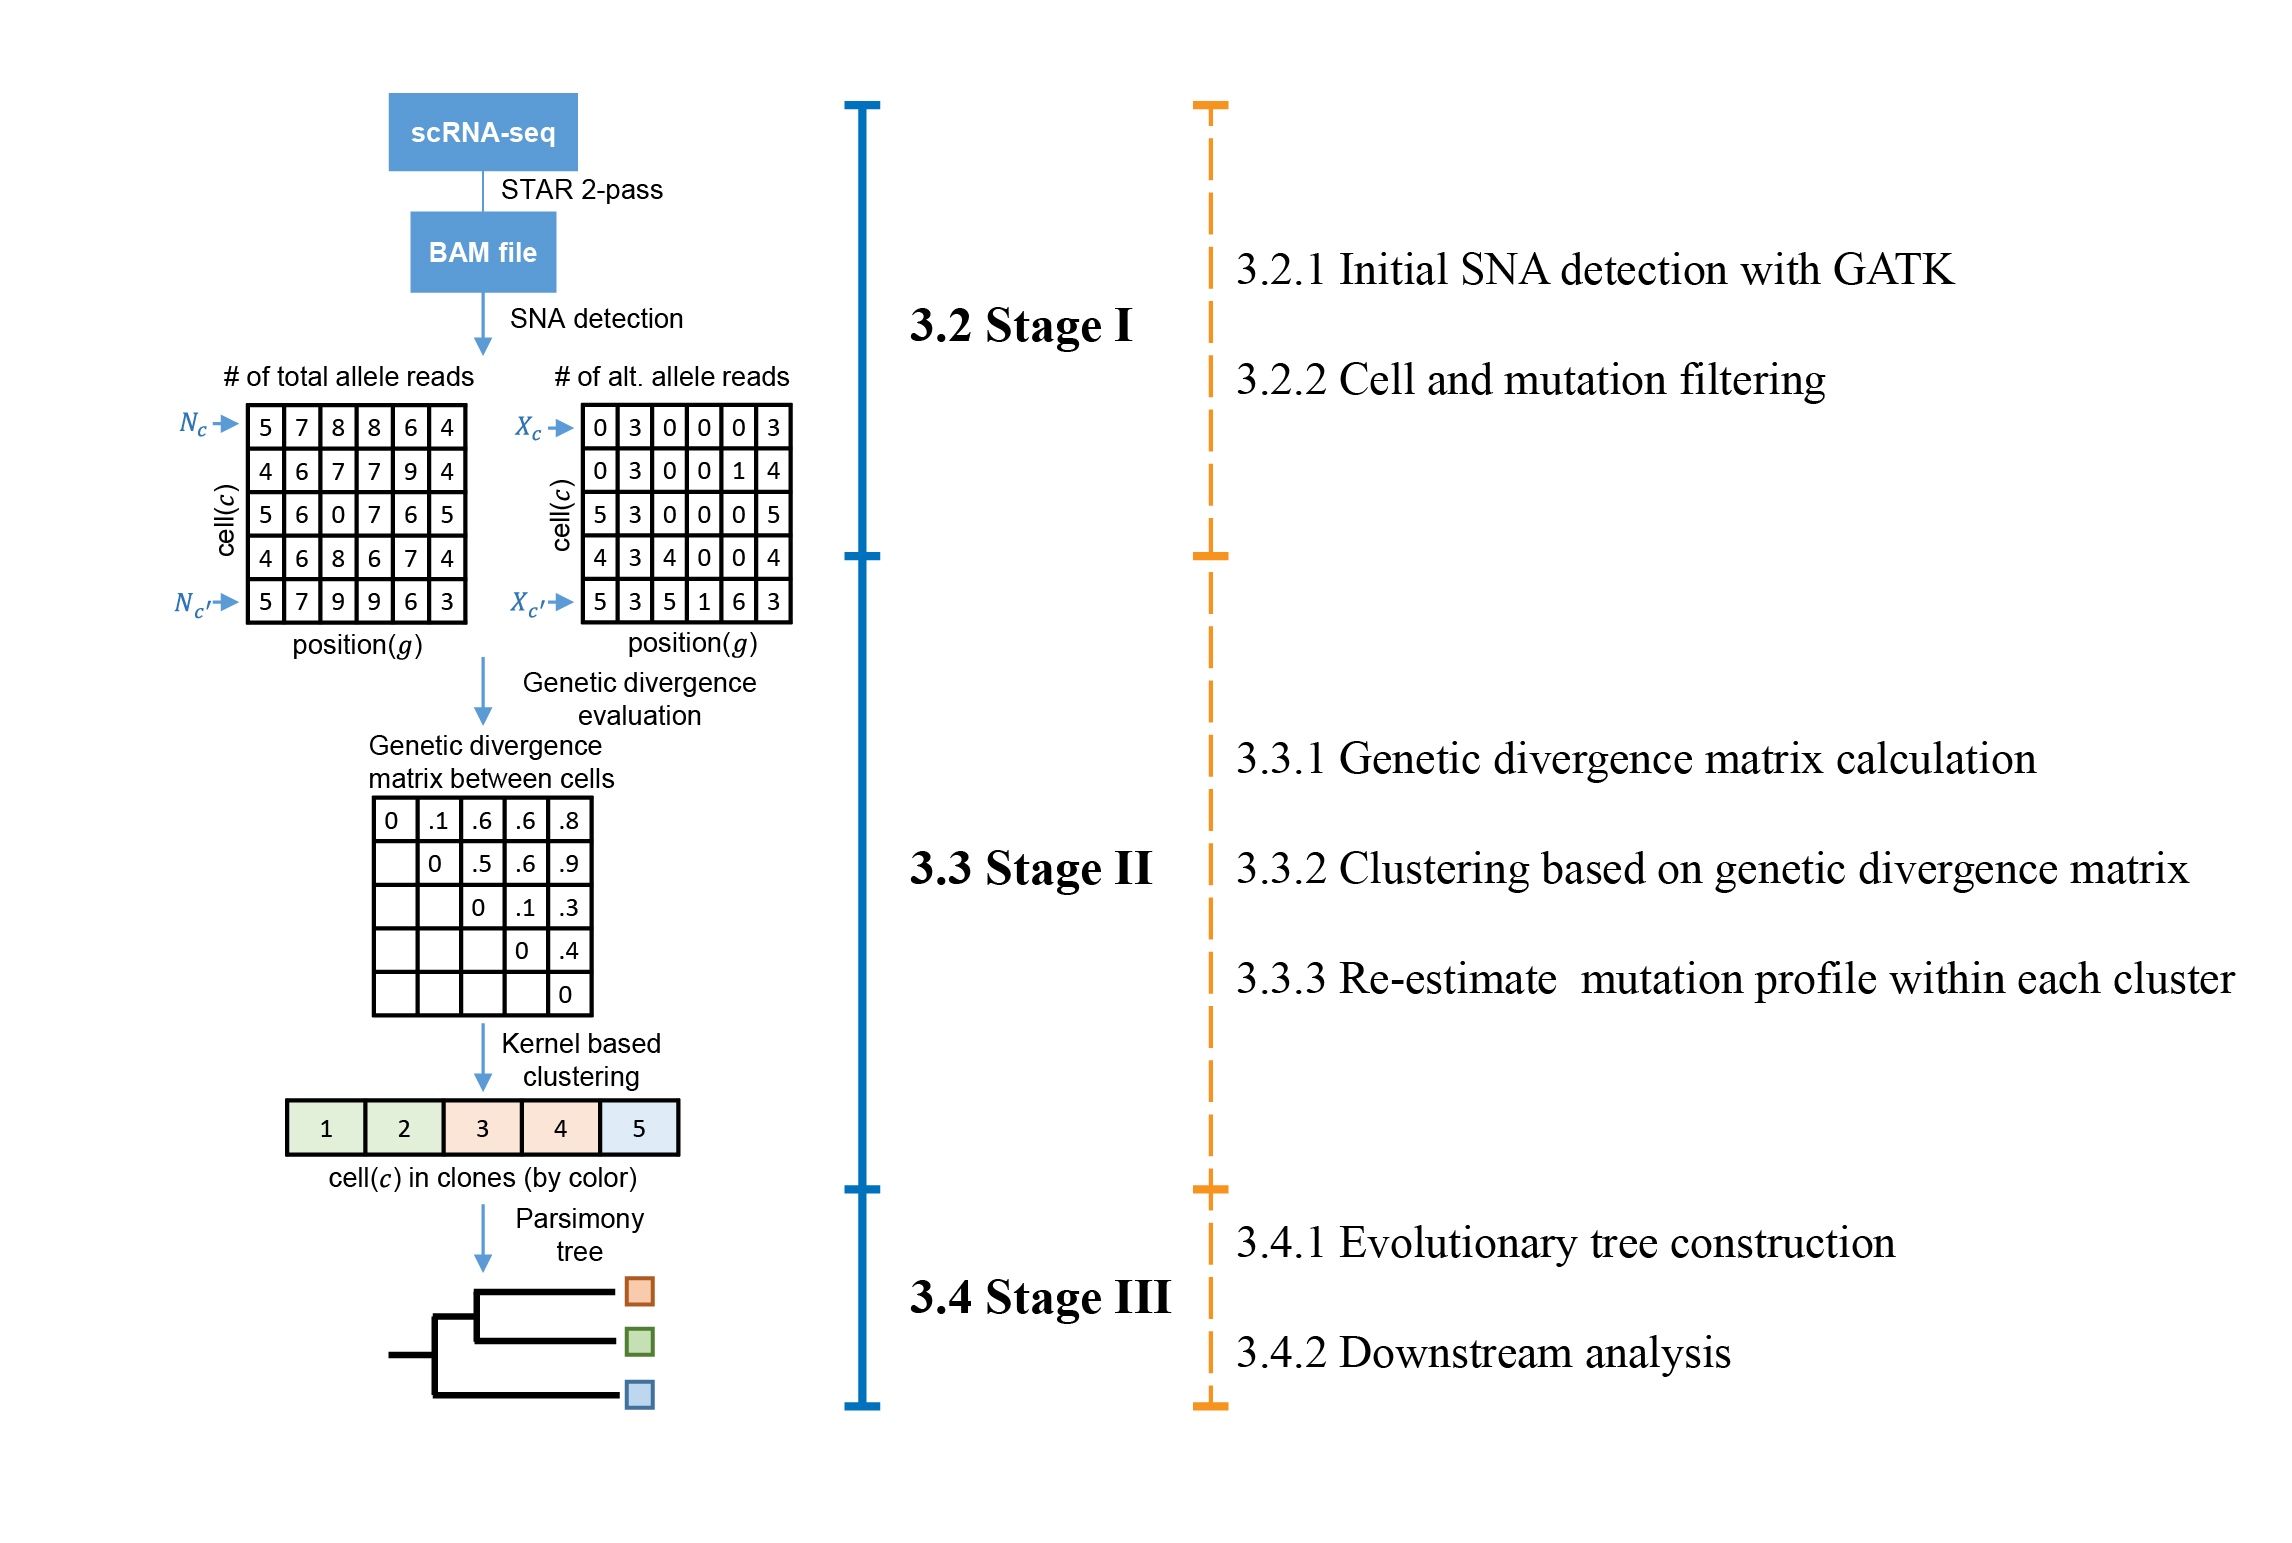 scRNA-seq
STAR 2-pass
BAM file
SNA detection
# of total allele reads
N_c
5 7 8 8 6 4
4 6 7 7 9 4
5 6 0 7 6 5
4 6 8 6 7 4
N_c′
5 7 9 9 6 3
cell(c)
position(g)
# of alt. allele reads
X_c
0 3 0 0 0 3
0 3 0 0 1 4
5 3 0 0 0 5
4 3 4 0 0 4
X_c′
5 3 5 1 6 3
cell(c)
position(g)
Genetic divergence
evaluation
Genetic divergence
matrix between cells
0 .1 .6 .6 .8
0 .5 .6 .9
0 .1 .3
0 .4
0
Kernel based
clustering
1 2 3 4 5
cell(c) in clones (by color)
Parsimony
tree
3.2 Stage I
3.2.1 Initial SNA detection with GATK
3.2.2 Cell and mutation filtering
3.3 Stage II
3.3.1 Genetic divergence matrix calculation
3.3.2 Clustering based on genetic divergence matrix
3.3.3 Re-estimate  mutation profile within each cluster
3.4 Stage III
3.4.1 Evolutionary tree construction
3.4.2 Downstream analysis